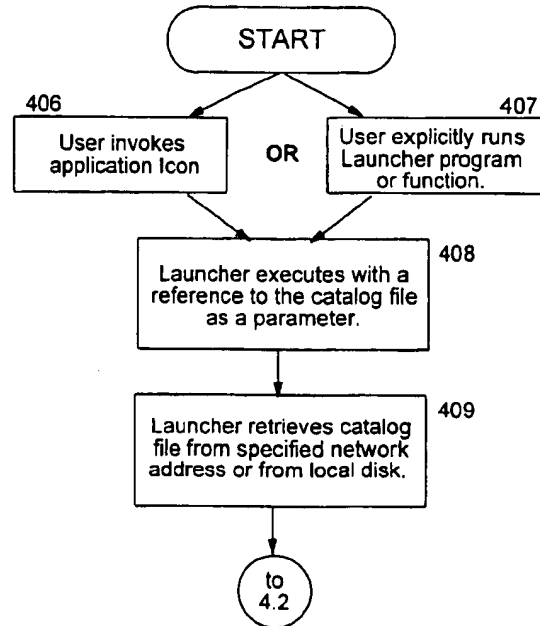 START
406
User invokes
application Icon
OR
407
User explicitly runs
Launcher program
or function.
408
Launcher executes with a
reference to the catalog file
as a parameter.
409
Launcher retrieves catalog
file from specified network
address or from local disk.
to
4.2